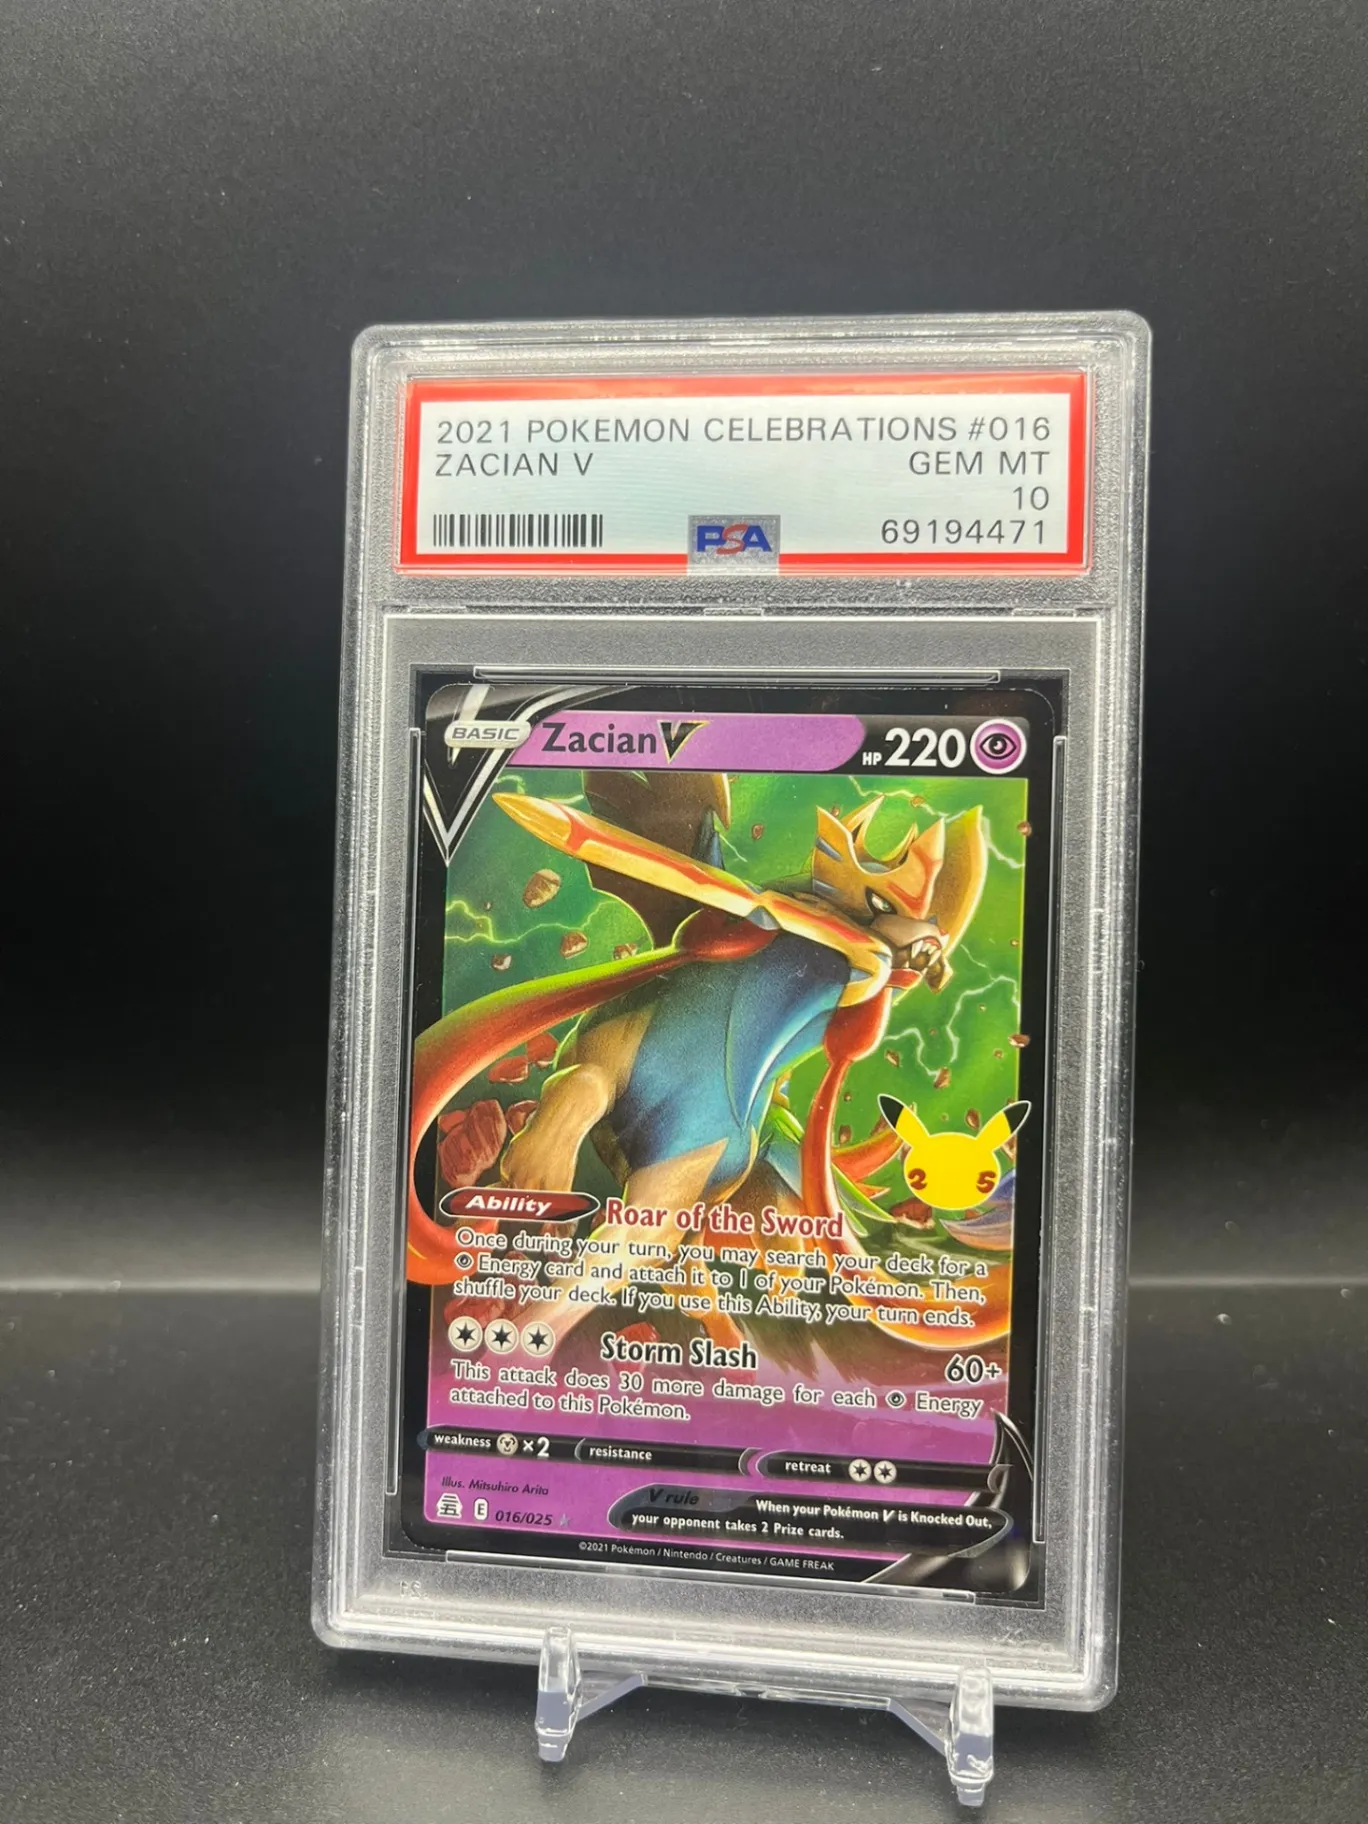 2021 POKEMON CELEBRATIONS #016
ZACIAN V GEM MT
10
PSA 69194471
BASIC Zacian V HP 220
25
Ability Roar of the Sword
Once during your turn, you may search your deck for a
Energy card and attach it to 1 of your Pokémon. Then,
shuffle your deck. If you use this Ability, your turn ends.
Storm Slash 60+
This attack does 30 more damage for each Energy
attached to this Pokémon.
weakness ×2 resistance retreat
Illus. Mitsuhiro Arita
V rule When your Pokémon V is Knocked Out,
E 016/025 your opponent takes 2 Prize cards.
©2021 Pokémon / Nintendo / Creatures / GAME FREAK